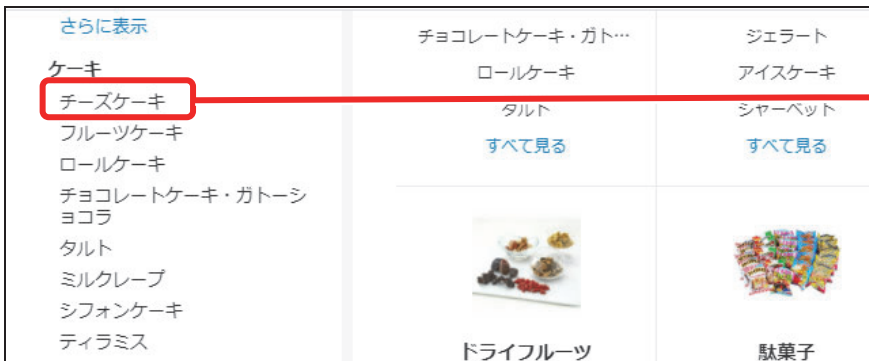 さらに表示
ケーキ
チーズケーキ
フルーツケーキ
ロールケーキ
チョコレートケーキ・ガトーシ
ョコラ
タルト
ミルクレープ
シフォンケーキ
ティラミス
チョコレートケーキ・ガト…
ロールケーキ
タルト
すべて見る
ジェラート
アイスケーキ
シャーベット
すべて見る
ドライフルーツ
駄菓子